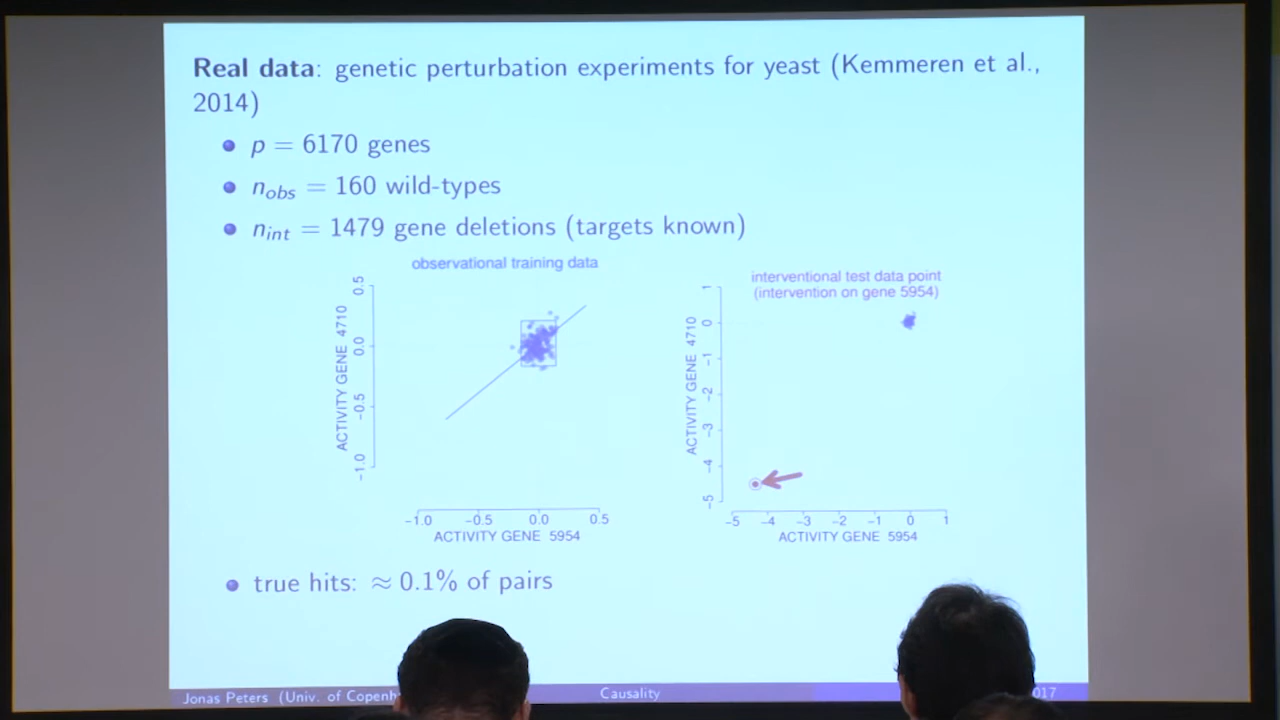 Real data: genetic perturbation experiments for yeast (Kemmeren et al.,
2014)
p = 6170 genes
n_obs = 160 wild-types
n_int = 1479 gene deletions (targets known)
observational training data
ACTIVITY GENE 4710
0.5
0.0
−0.5
−1.0
−1.0 −0.5 0.0 0.5
ACTIVITY GENE 5954
interventional test data point
(intervention on gene 5954)
ACTIVITY GENE 4710
1
0
−1
−2
−3
−4
−5
−5 −4 −3 −2 −1 0 1
ACTIVITY GENE 5954
true hits: ≈ 0.1% of pairs
Jonas Peters (Univ. of Copenh
Causality
017